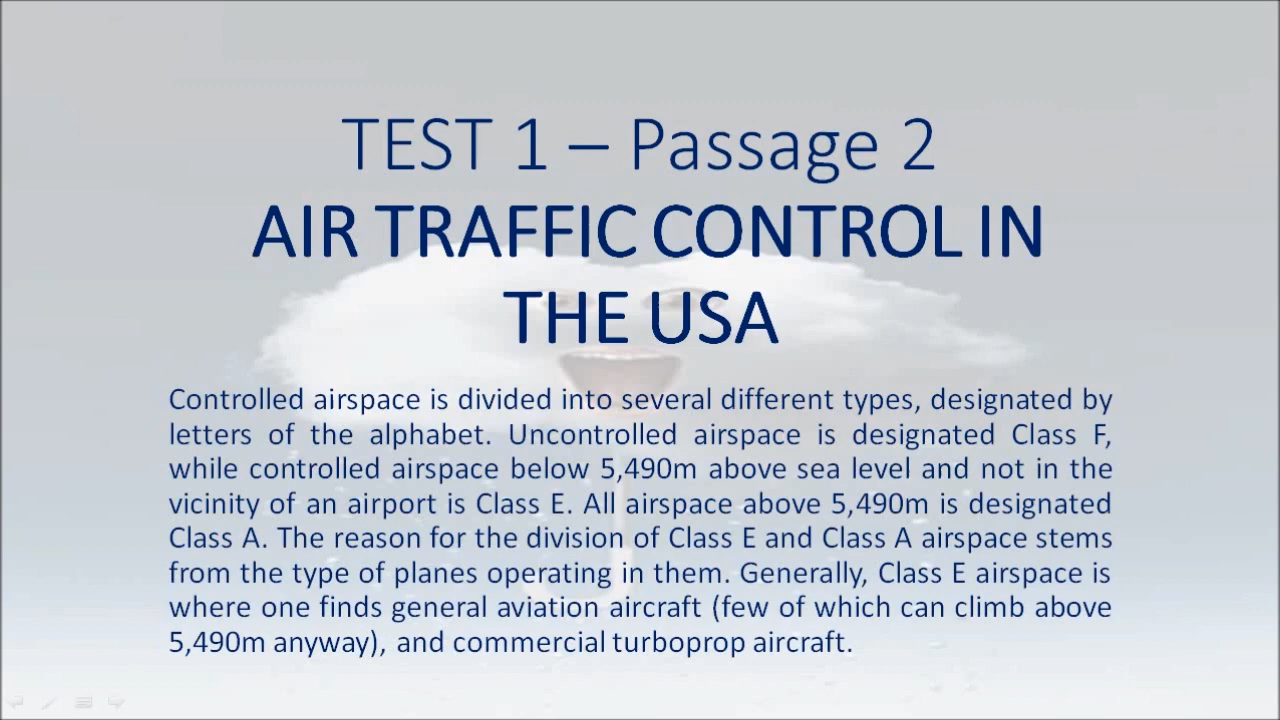 TEST 1 – Passage 2
AIR TRAFFIC CONTROL IN
THE USA
Controlled airspace is divided into several different types, designated by
letters of the alphabet. Uncontrolled airspace is designated Class F,
while controlled airspace below 5,490m above sea level and not in the
vicinity of an airport is Class E. All airspace above 5,490m is designated
Class A. The reason for the division of Class E and Class A airspace stems
from the type of planes operating in them. Generally, Class E airspace is
where one finds general aviation aircraft (few of which can climb above
5,490m anyway), and commercial turboprop aircraft.